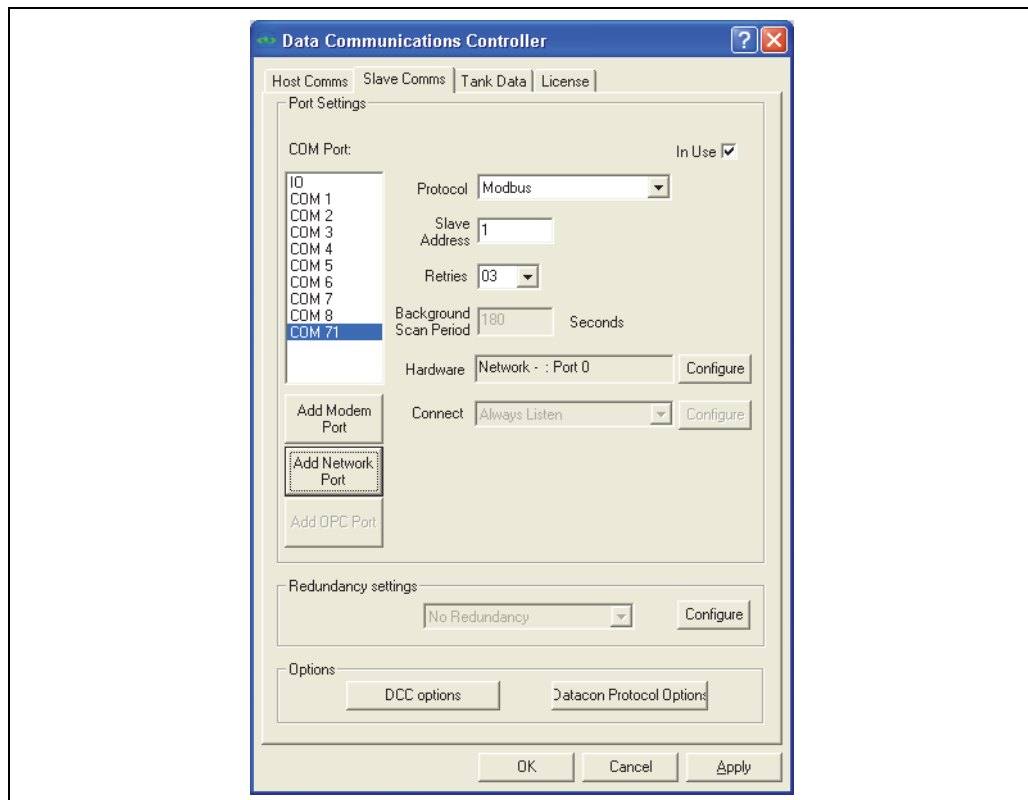 Data Communications Controller
Host Comms Slave Comms Tank Data License
Port Settings
COM Port:
In Use
IO
COM 1
COM 2
COM 3
COM 4
COM 5
COM 6
COM 7
COM 8
COM 71
Protocol Modbus
Slave
Address 1
Retries 03
Background
Scan Period 180 Seconds
Hardware Network - : Port 0 Configure
Connect Always Listen Configure
Add Modem
Port
Add Network
Port
Add OPC Port
Redundancy settings
No Redundancy Configure
Options
DCC options Datacon Protocol Options
OK Cancel Apply